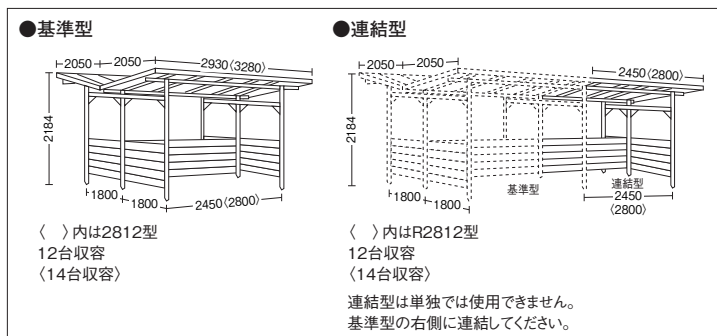 ●基準型
2050
2050
2930〈3280〉
2184
1800
1800
2450〈2800〉
〈　〉内は2812型
12台収容
〈14台収容〉
●連結型
2050
2050
2450〈2800〉
2184
1800
1800
基準型
連結型
2450
〈2800〉
〈　〉内はR2812型
12台収容
〈14台収容〉
連結型は単独では使用できません。
基準型の右側に連結してください。